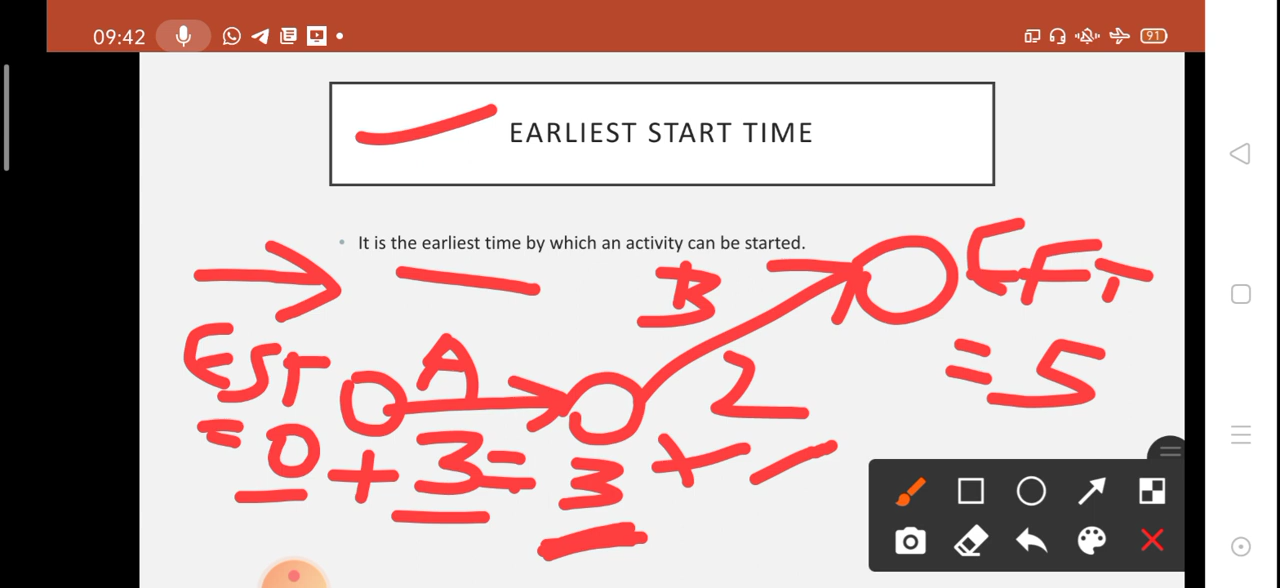 09:42
91
EARLIEST START TIME
• It is the earliest time by which an activity can be started.
B
EFT
= 5
EST
A
2
= 0 + 3 = 3 +